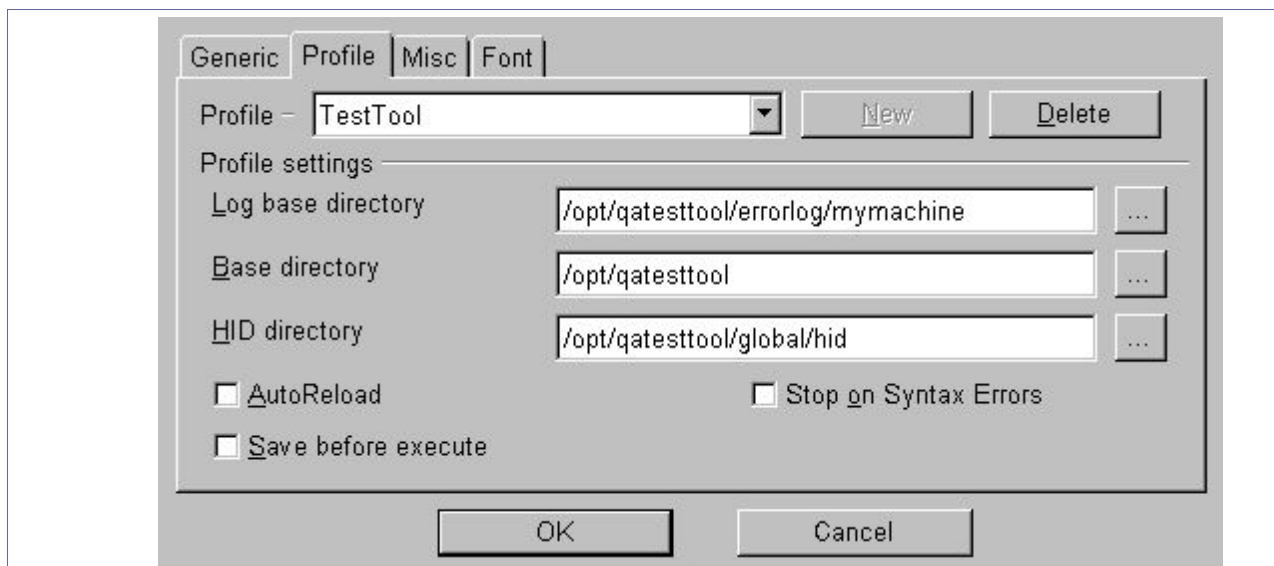 Generic Profile Misc Font
Profile TestTool New Delete
Profile settings
Log base directory /opt/qatesttool/errorlog/mymachine ...
Base directory /opt/qatesttool ...
HID directory /opt/qatesttool/global/hid ...
AutoReload Stop on Syntax Errors
Save before execute
OK Cancel